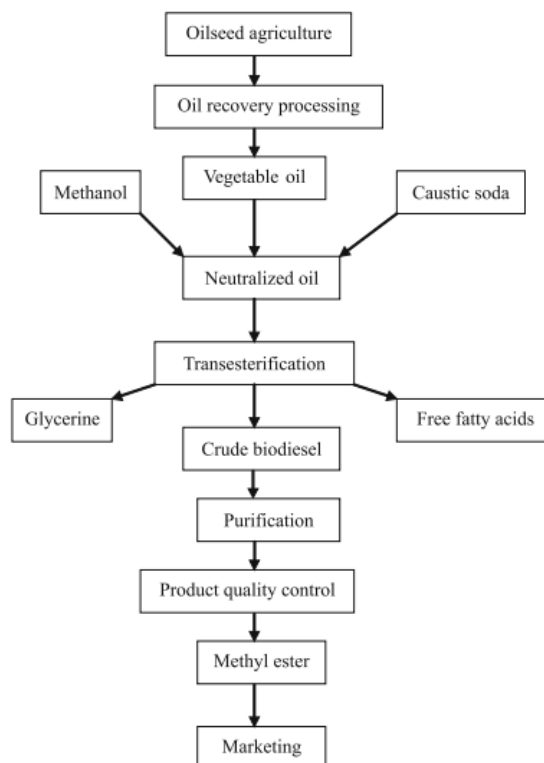 Oilseed agriculture
Oil recovery processing
Vegetable oil
Methanol
Caustic soda
Neutralized oil
Transesterification
Glycerine
Free fatty acids
Crude biodiesel
Purification
Product quality control
Methyl ester
Marketing